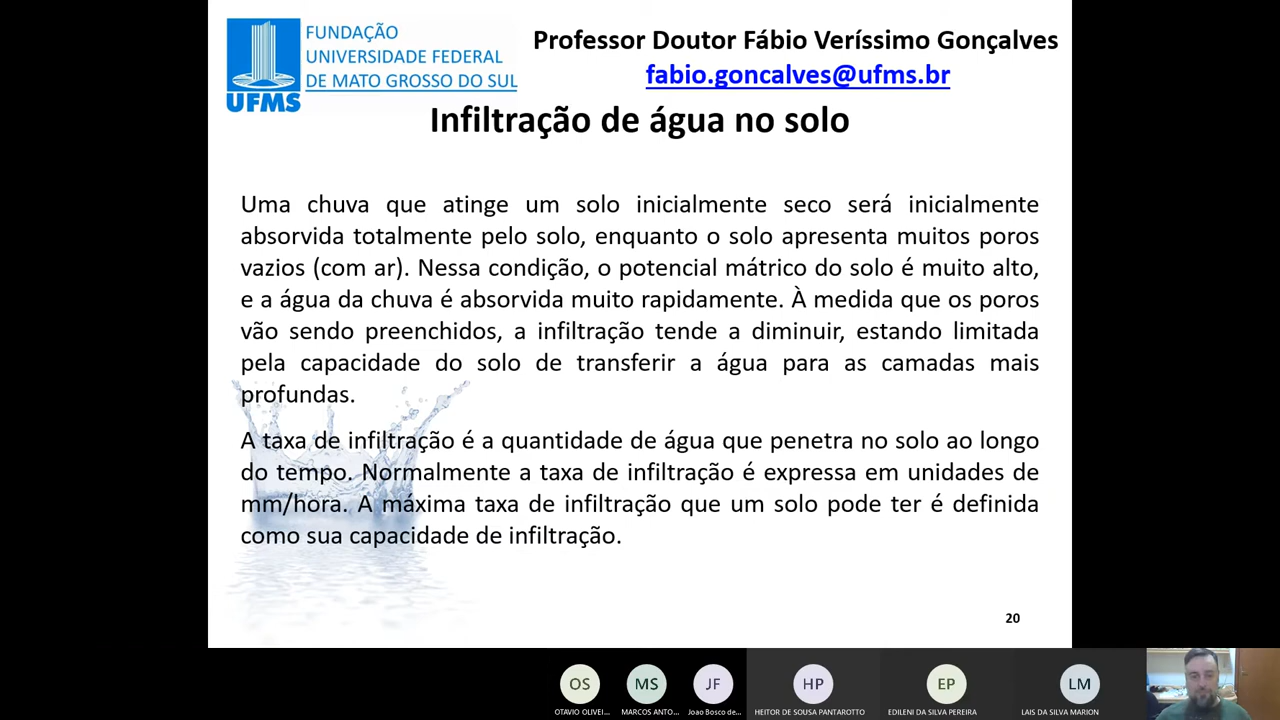 FUNDAÇÃO
UNIVERSIDADE FEDERAL
DE MATO GROSSO DO SUL
UFMS
Professor Doutor Fábio Veríssimo Gonçalves
fabio.goncalves@ufms.br
Infiltração de água no solo
Uma chuva que atinge um solo inicialmente seco será inicialmente
absorvida totalmente pelo solo, enquanto o solo apresenta muitos poros
vazios (com ar). Nessa condição, o potencial mátrico do solo é muito alto,
e a água da chuva é absorvida muito rapidamente. À medida que os poros
vão sendo preenchidos, a infiltração tende a diminuir, estando limitada
pela capacidade do solo de transferir a água para as camadas mais
profundas.
A taxa de infiltração é a quantidade de água que penetra no solo ao longo
do tempo. Normalmente a taxa de infiltração é expressa em unidades de
mm/hora. A máxima taxa de infiltração que um solo pode ter é definida
como sua capacidade de infiltração.
20
OS MS JF HP EP LM
OTAVIO OLIVEI... MARCOS ANTO... Joao Bosco de... HEITOR DE SOUSA PANTAROTTO EDILENI DA SILVA PEREIRA LAIS DA SILVA MARION